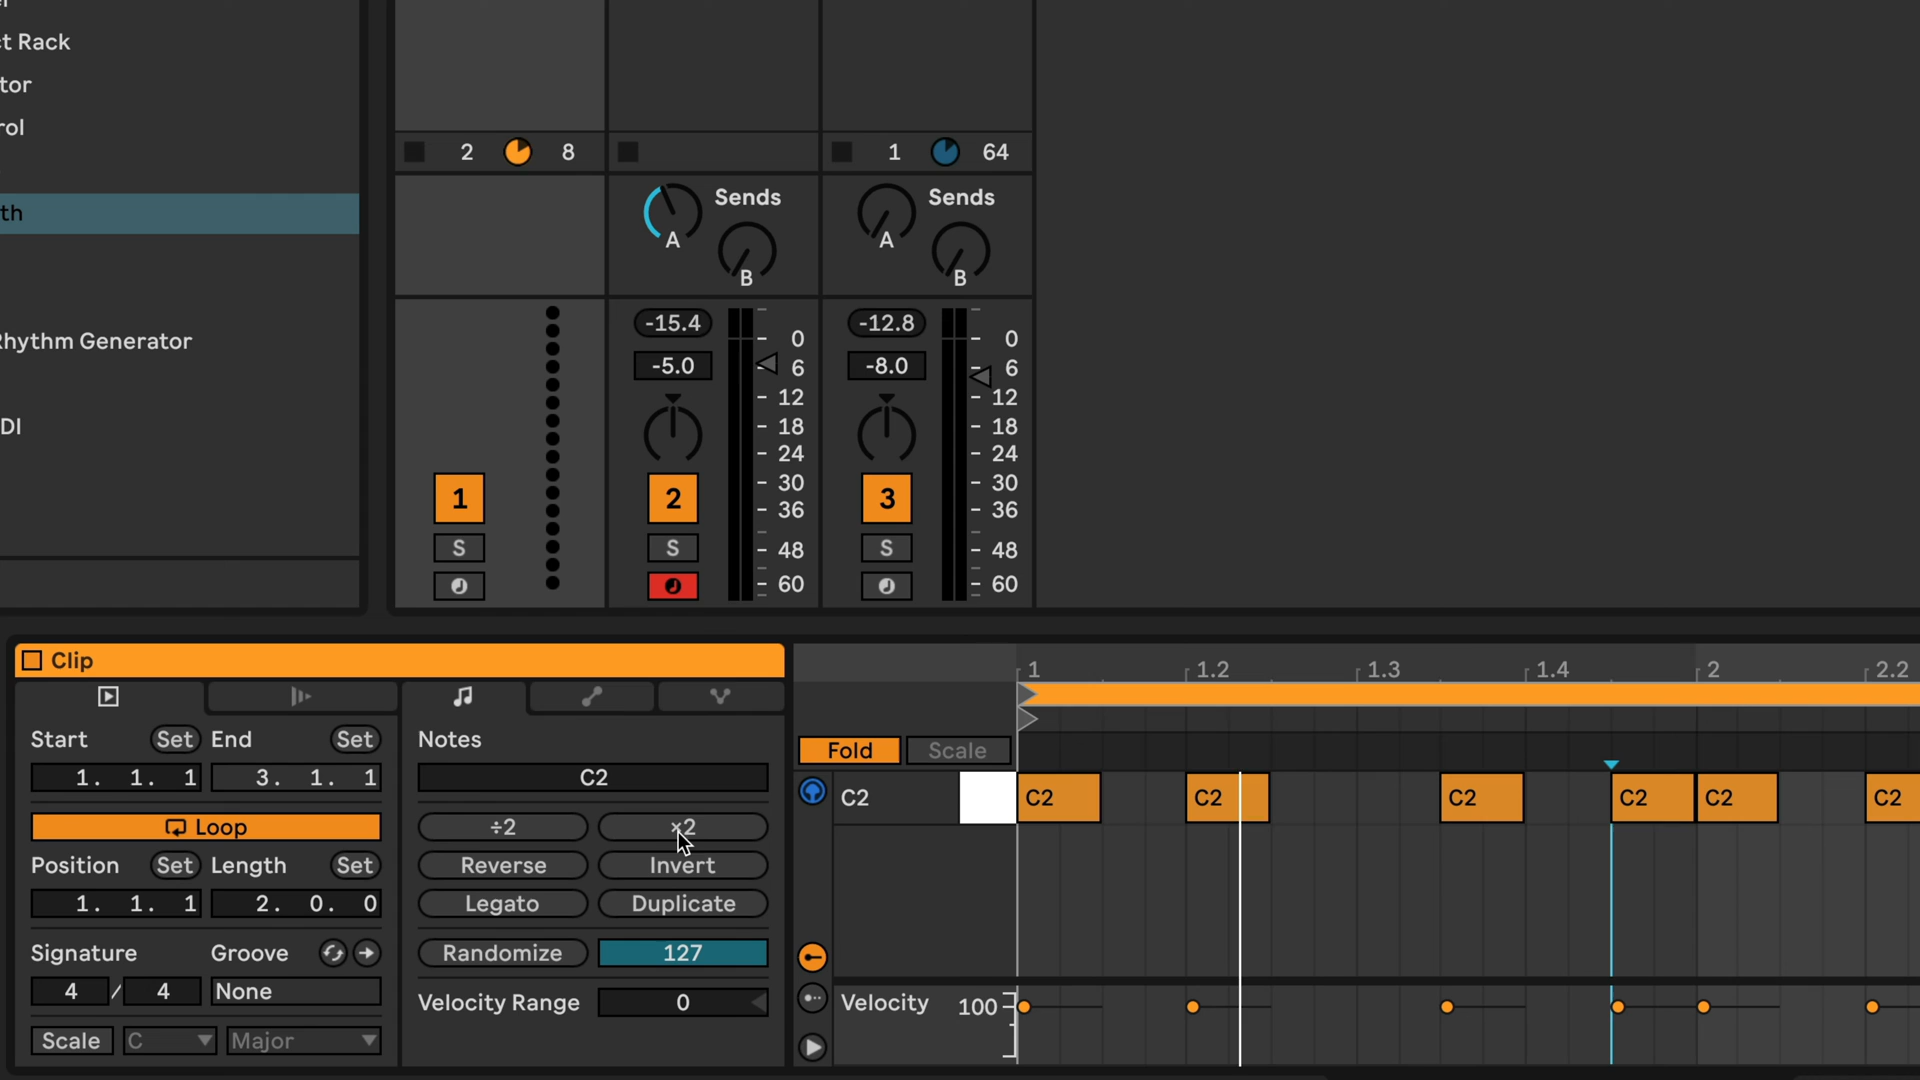 t Rack
tor
rol
th
Rhythm Generator
DI
2 8
1 64
Sends
A
B
Sends
A
B
-15.4
-5.0
0
6
12
18
24
30
36
48
60
-12.8
-8.0
0
6
12
18
24
30
36
48
60
1
S
2
S
3
S
Clip
Start Set End Set
1. 1. 1 3. 1. 1
Loop
Position Set Length Set
1. 1. 1 2. 0. 0
Signature Groove
4 / 4 None
Scale C Major
Notes
C2
÷2 ×2
Reverse Invert
Legato Duplicate
Randomize 127
Velocity Range 0
1 1.2 1.3 1.4 2 2.2
Fold Scale
C2 C2 C2 C2 C2 C2 C2
Velocity 100